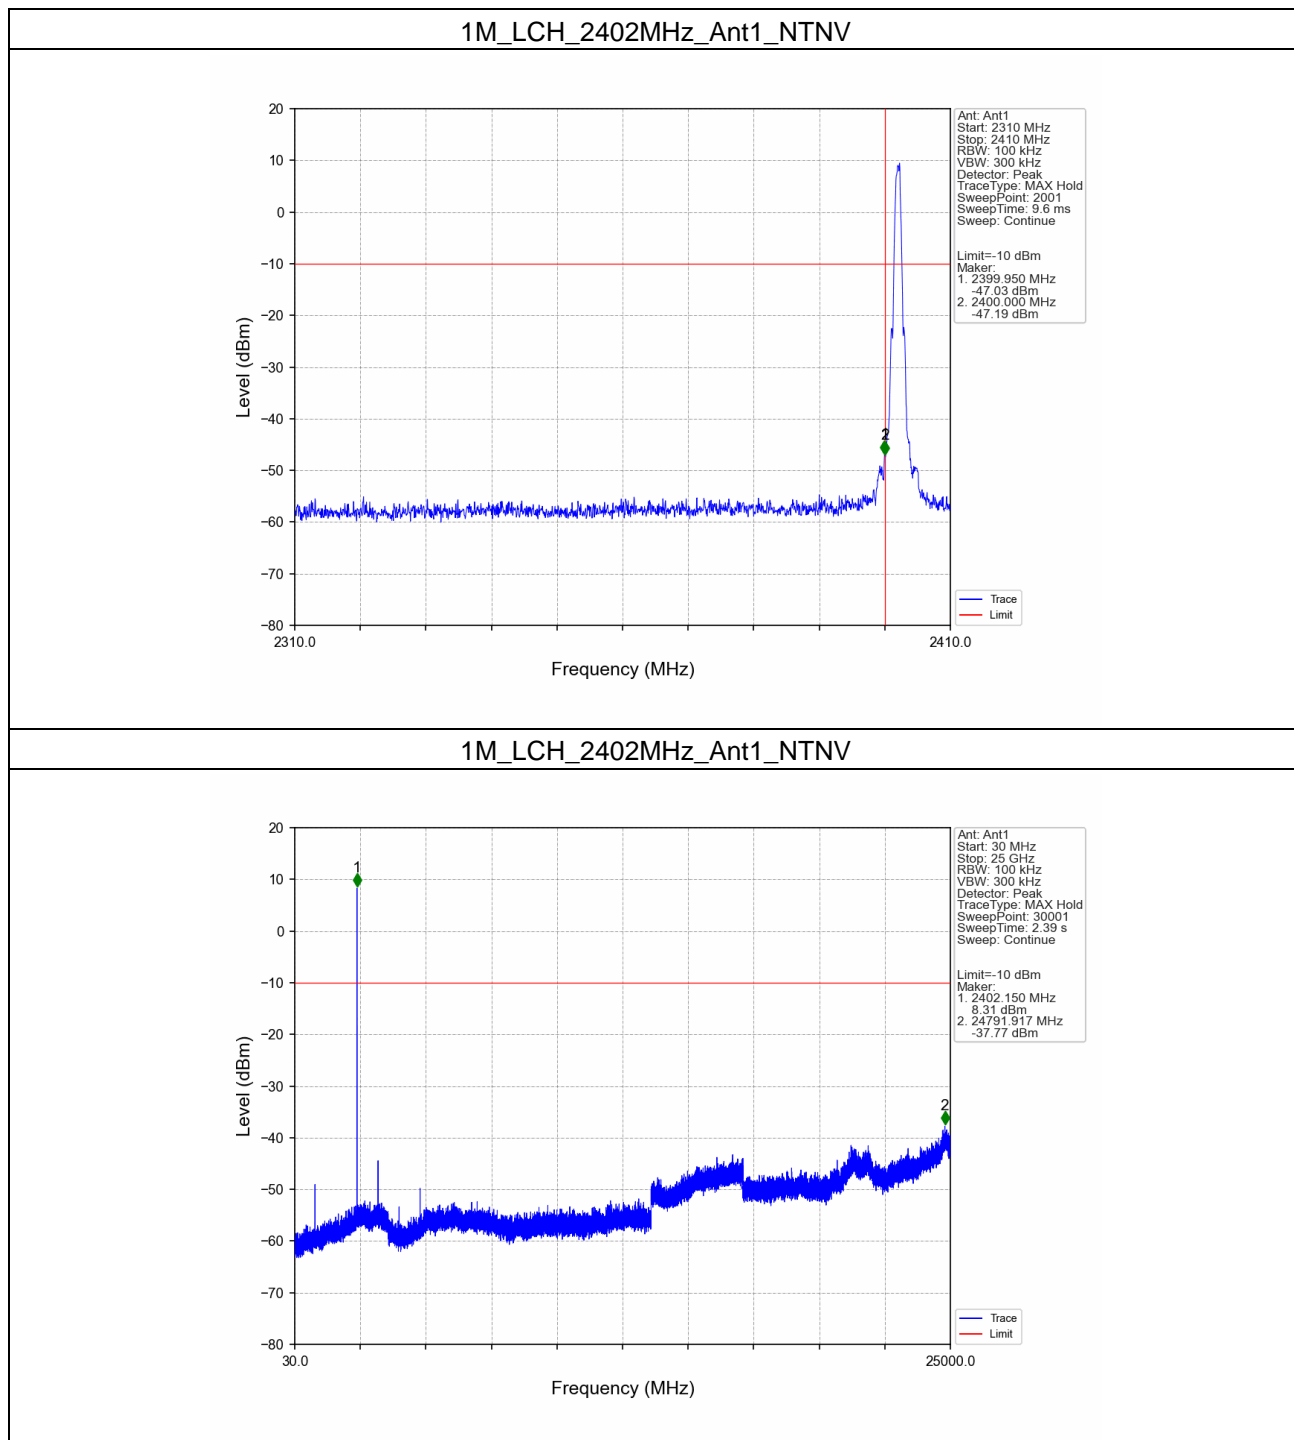 1M_LCH_2402MHz_Ant1_NTNV
20
10
0
−10
−20
−30
−40
−50
−60
−70
−80
Level (dBm)
2310.0
2410.0
Frequency (MHz)
2
Ant: Ant1
Start: 2310 MHz
Stop: 2410 MHz
RBW: 100 kHz
VBW: 300 kHz
Detector: Peak
TraceType: MAX Hold
SweepPoint: 2001
SweepTime: 9.6 ms
Sweep: Continue
Limit=-10 dBm
Maker:
1. 2399.950 MHz
-47.03 dBm
2. 2400.000 MHz
-47.19 dBm
Trace
Limit
1M_LCH_2402MHz_Ant1_NTNV
20
10
0
−10
−20
−30
−40
−50
−60
−70
−80
Level (dBm)
30.0
25000.0
Frequency (MHz)
1
2
Ant: Ant1
Start: 30 MHz
Stop: 25 GHz
RBW: 100 kHz
VBW: 300 kHz
Detector: Peak
TraceType: MAX Hold
SweepPoint: 30001
SweepTime: 2.39 s
Sweep: Continue
Limit=-10 dBm
Maker:
1. 2402.150 MHz
8.31 dBm
2. 24791.917 MHz
-37.77 dBm
Trace
Limit